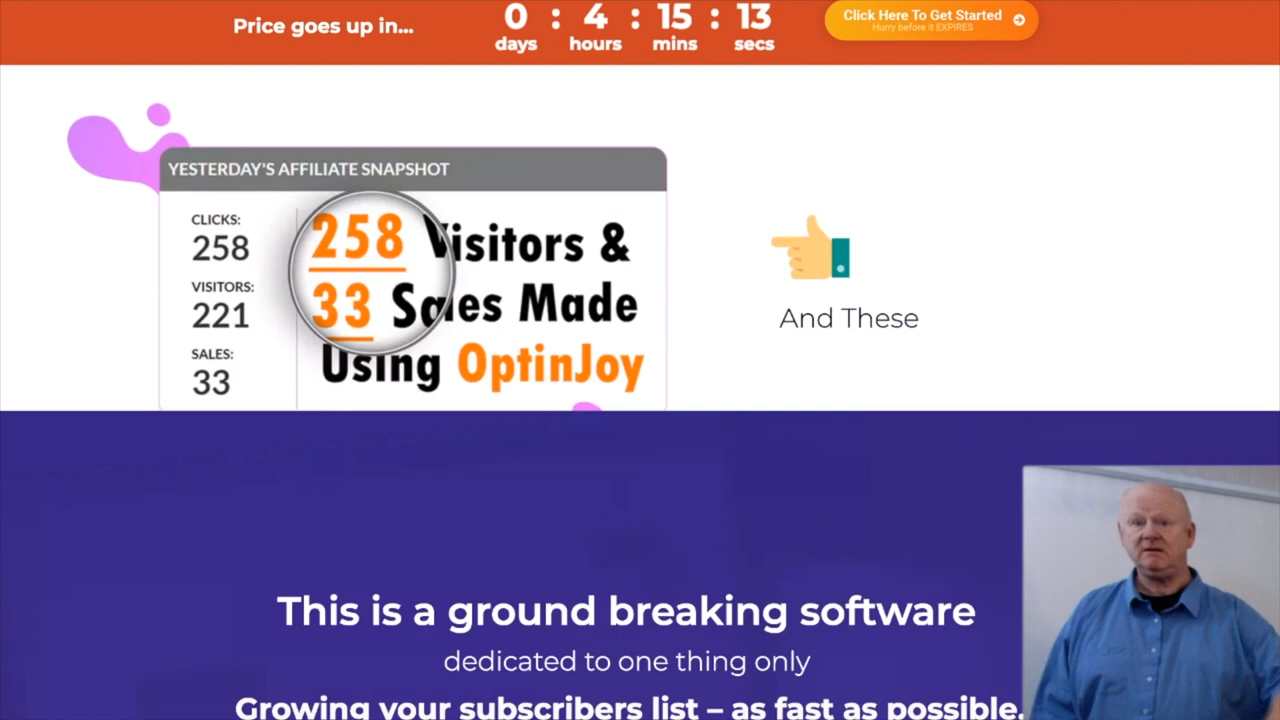 Price goes up in...
0 : 4 : 15 : 13
days hours mins secs
Click Here To Get Started
Hurry before it EXPIRES
YESTERDAY'S AFFILIATE SNAPSHOT
CLICKS:
258
VISITORS:
221
SALES:
33
258 Visitors &
33 Sales Made
Using OptinJoy
And These
This is a ground breaking software
dedicated to one thing only
Growing your subscribers list – as fast as possible.